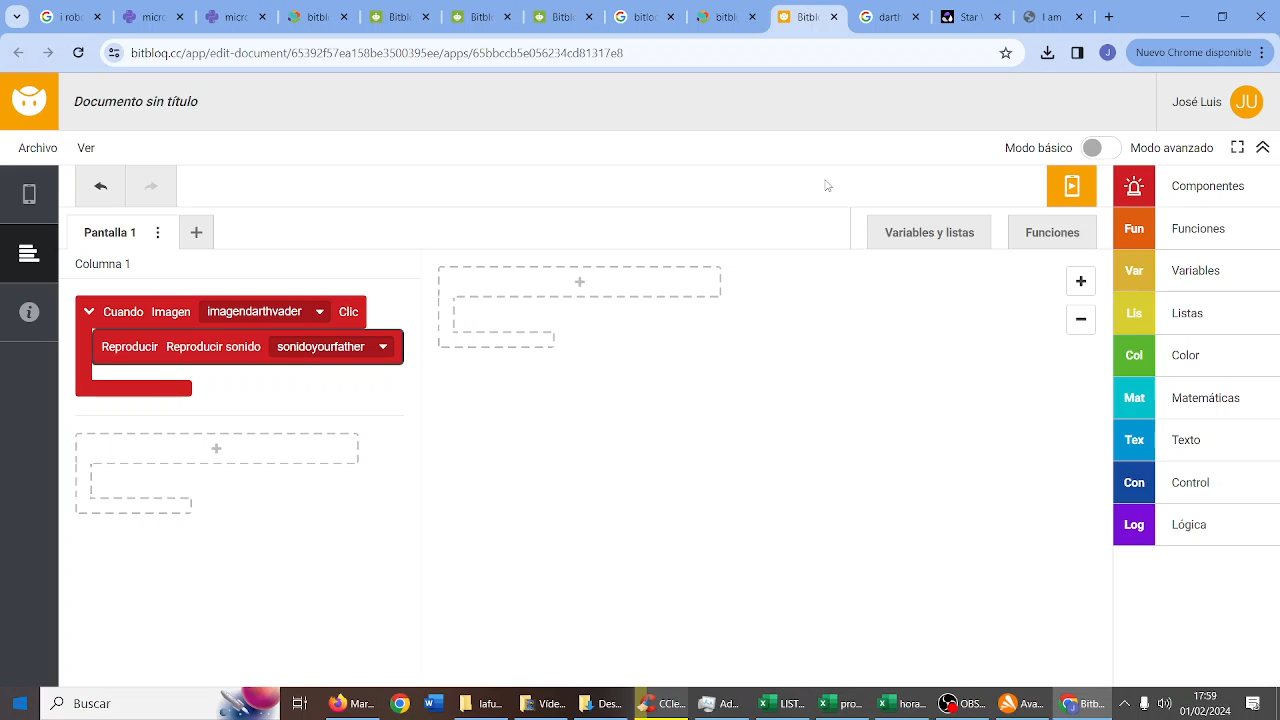 bitbloq.cc/app/edit-document/65392f57ea158be3500395ee/apps/65bbccb5e056234cd81317e8
J
Nuevo Chrome disponible
Documento sin título
José Luis
JU
Archivo
Ver
Modo básico
Modo avanzado
Componentes
Pantalla 1
Variables y listas
Funciones
Fun
Funciones
Columna 1
Var
Variables
Cuando Imagen imagendarthvader Clic
Lis
Listas
Reproducir Reproducir sonido sonidoyourfather
Col
Color
Mat
Matemáticas
Tex
Texto
Con
Control
Log
Lógica
Buscar
17:59
01/02/2024